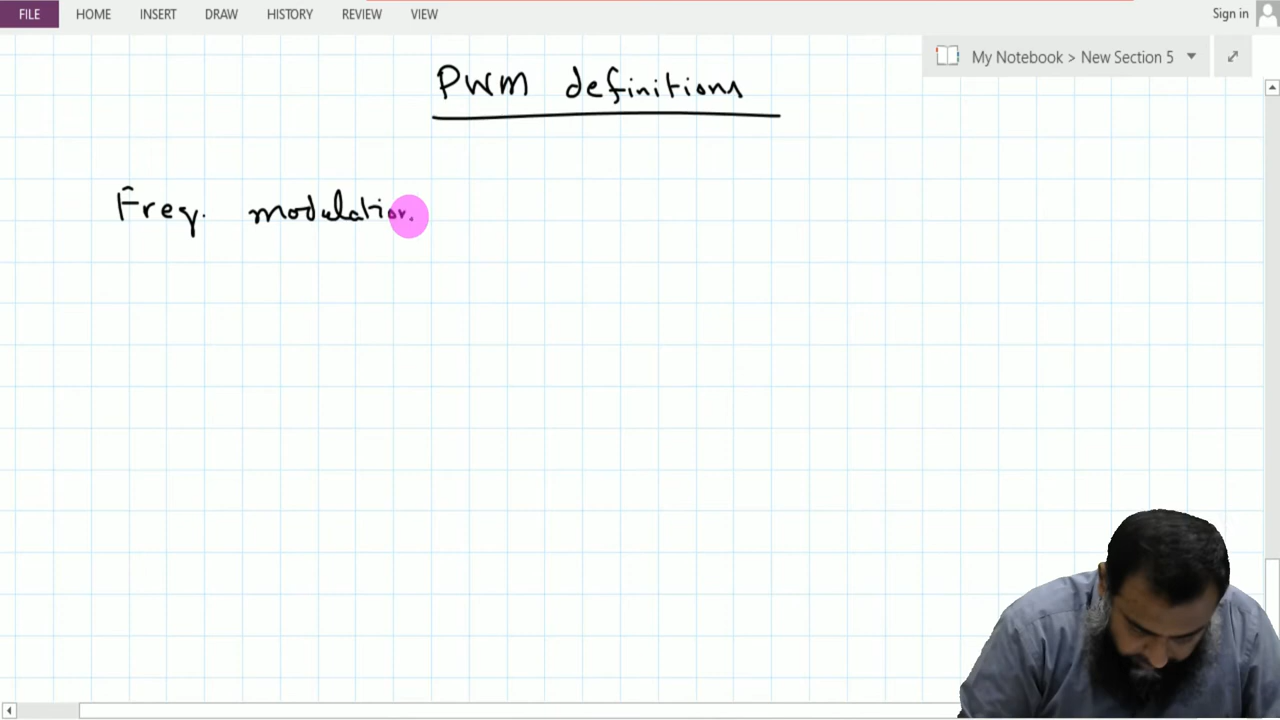 FILE HOME INSERT DRAW HISTORY REVIEW VIEW Sign in
My Notebook > New Section 5
PWM definitions
Freq. modulation